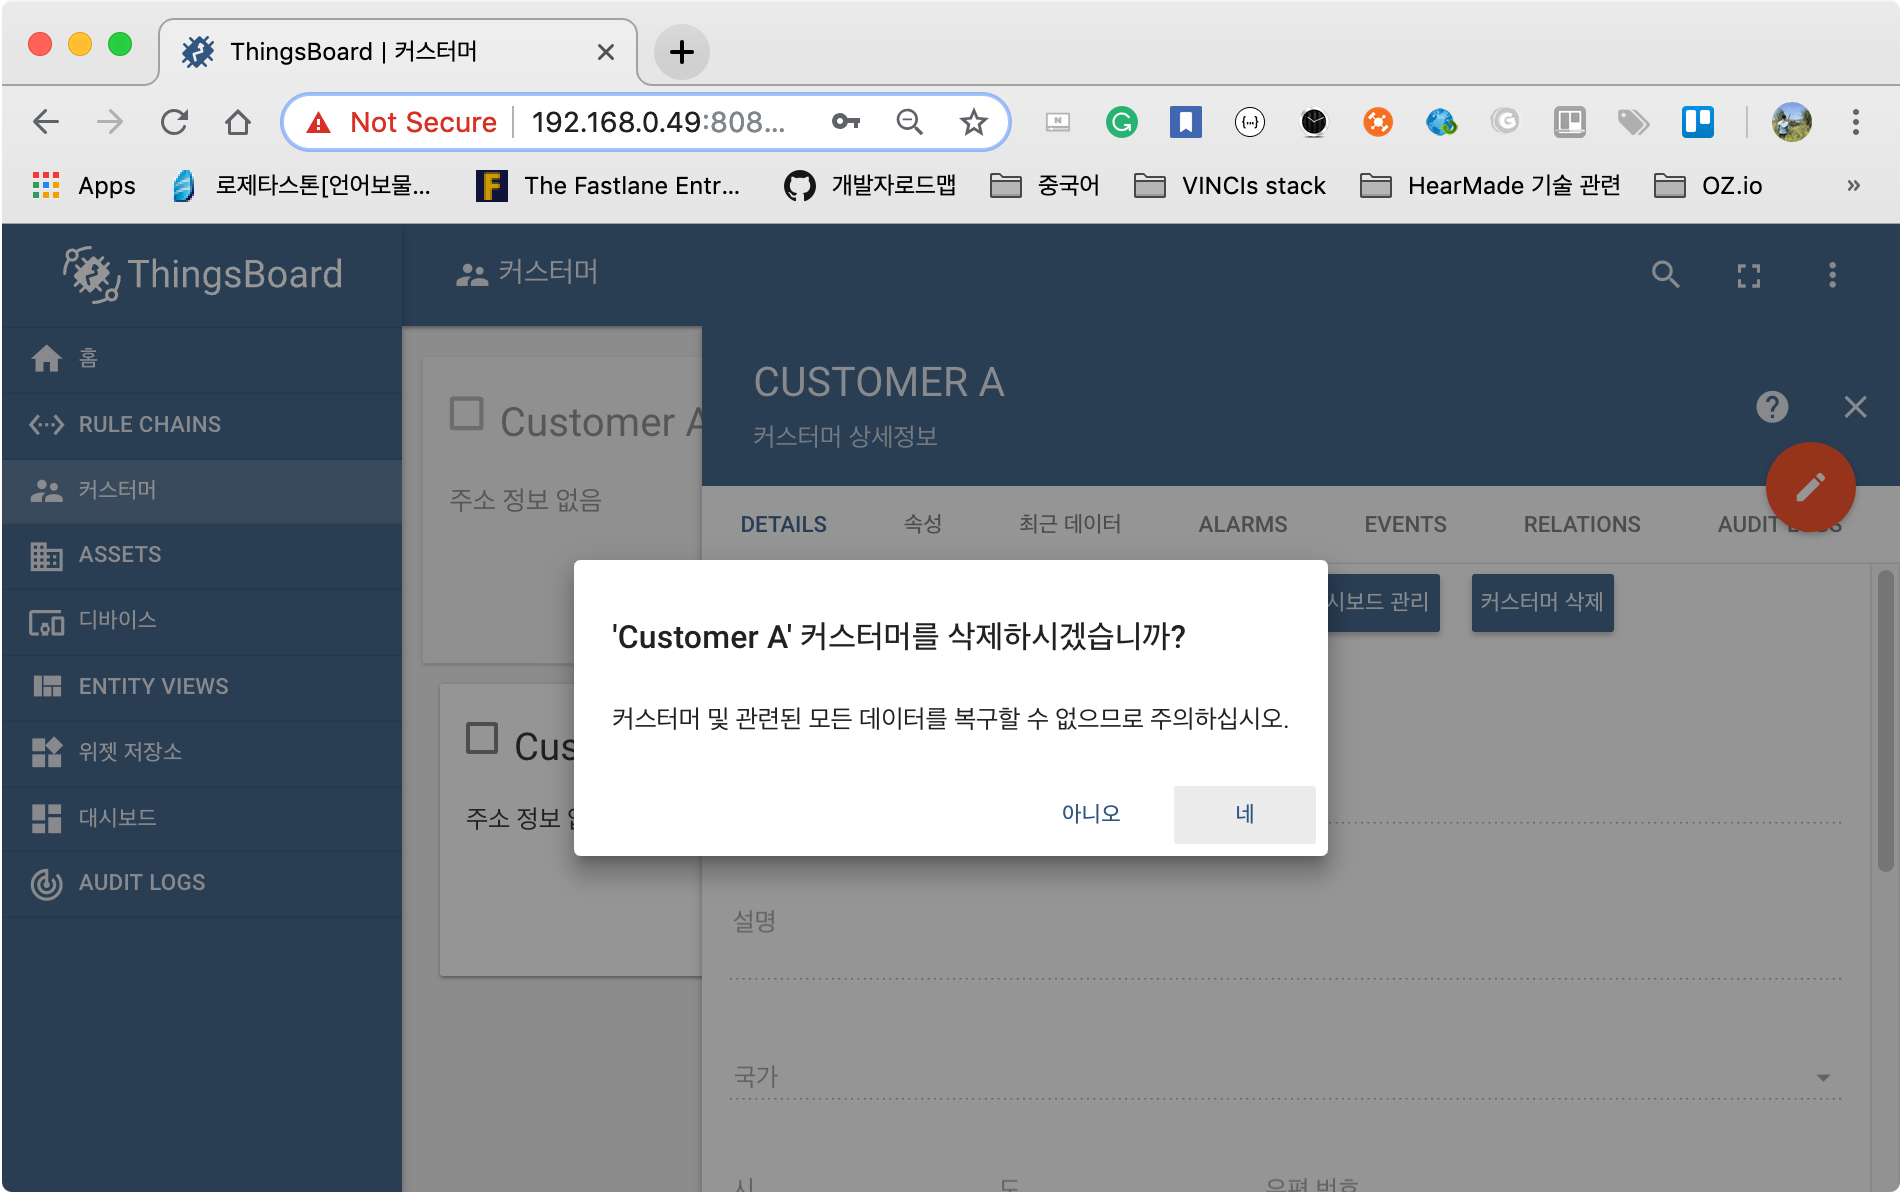 ThingsBoard | 커스터머
Not Secure
192.168.0.49:808...
Apps
로제타스톤[언어보물...
The Fastlane Entr...
개발자로드맵
중국어
VINCIs stack
HearMade 기술 관련
OZ.io
»
ThingsBoard
커스터머
홈
RULE CHAINS
커스터머
ASSETS
디바이스
ENTITY VIEWS
위젯 저장소
대시보드
AUDIT LOGS
Customer A
주소 정보 없음
Cus
주소 정보
CUSTOMER A
커스터머 상세정보
DETAILS
속성
최근 데이터
ALARMS
EVENTS
RELATIONS
AUDIT
시보드 관리
커스터머 삭제
'Customer A' 커스터머를 삭제하시겠습니까?
커스터머 및 관련된 모든 데이터를 복구할 수 없으므로 주의하십시오.
아니오
네
설명
국가
시
도
우편 번호